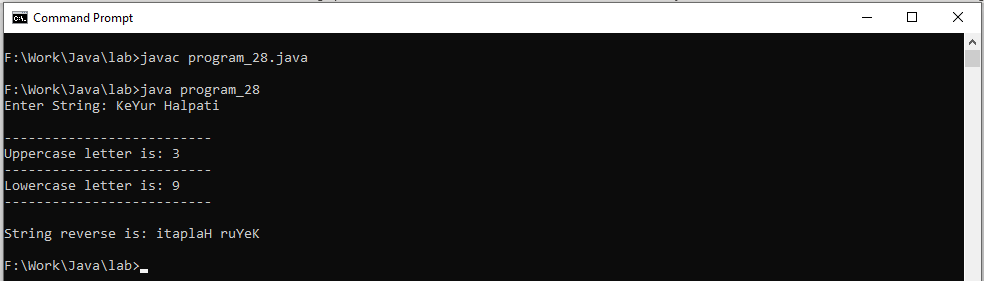 Command Prompt
F:\Work\Java\lab>javac program_28.java
F:\Work\Java\lab>java program_28
Enter String: KeYur Halpati
--------------------------
Uppercase letter is: 3
--------------------------
Lowercase letter is: 9
--------------------------
String reverse is: itaplaH ruYeK
F:\Work\Java\lab>